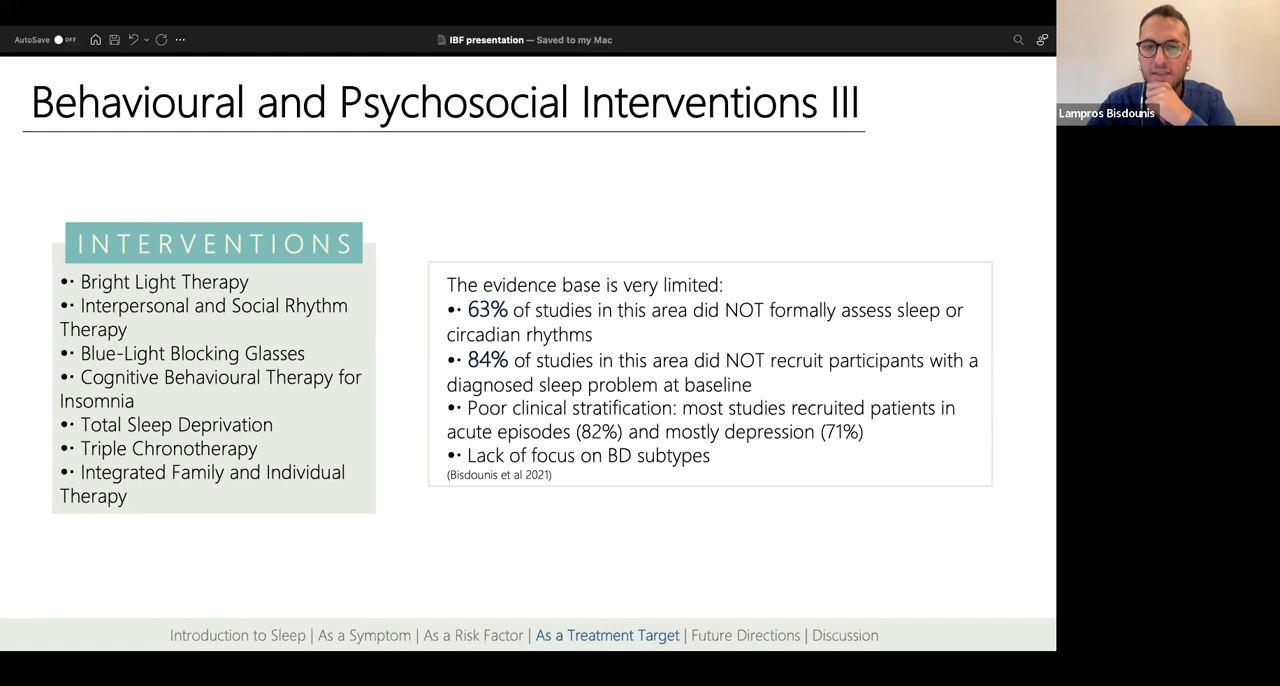 AutoSave OFF
IBF presentation — Saved to my Mac
Lampros Bisdounis
Behavioural and Psychosocial Interventions III
INTERVENTIONS
•· Bright Light Therapy
•· Interpersonal and Social Rhythm
Therapy
•· Blue-Light Blocking Glasses
•· Cognitive Behavioural Therapy for
Insomnia
•· Total Sleep Deprivation
•· Triple Chronotherapy
•· Integrated Family and Individual
Therapy
The evidence base is very limited:
•· 63% of studies in this area did NOT formally assess sleep or
circadian rhythms
•· 84% of studies in this area did NOT recruit participants with a
diagnosed sleep problem at baseline
•· Poor clinical stratification: most studies recruited patients in
acute episodes (82%) and mostly depression (71%)
•· Lack of focus on BD subtypes
(Bisdounis et al 2021)
Introduction to Sleep | As a Symptom | As a Risk Factor | As a Treatment Target | Future Directions | Discussion